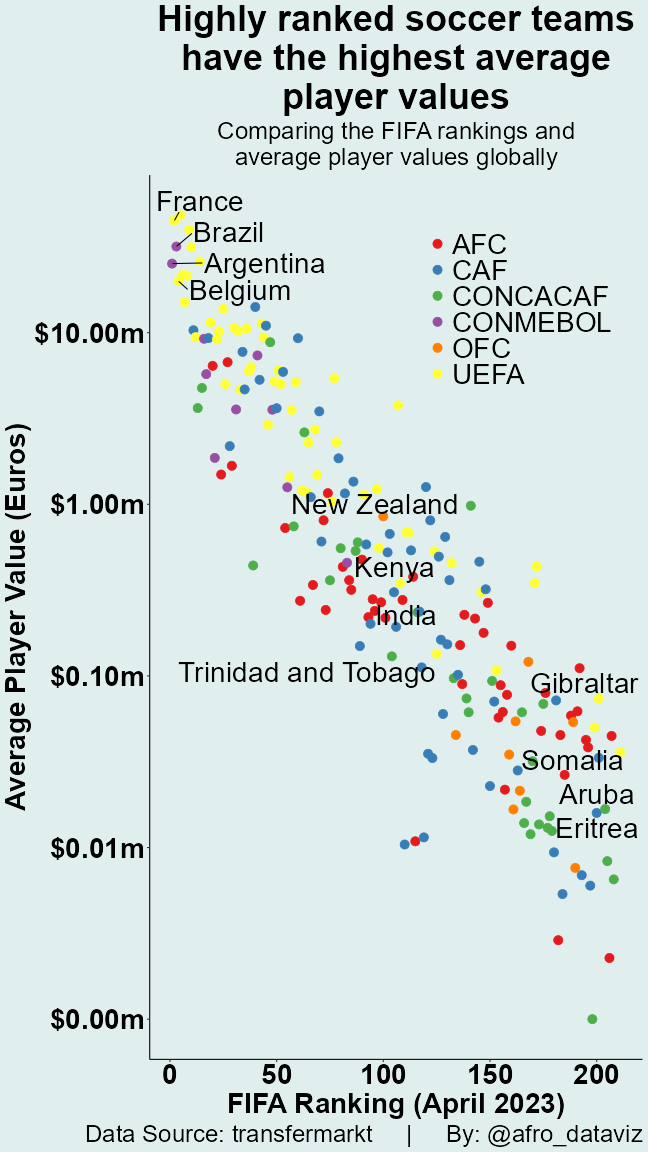 Highly ranked soccer teams
have the highest average
player values
Comparing the FIFA rankings and
average player values globally
France
Brazil
Argentina
Belgium
AFC
CAF
CONCACAF
CONMEBOL
OFC
UEFA
$10.00m
$1.00m
$0.10m
$0.01m
$0.00m
Average Player Value (Euros)
New Zealand
Kenya
India
Trinidad and Tobago
Gibraltar
Somalia
Aruba
Eritrea
0 50 100 150 200
FIFA Ranking (April 2023)
Data Source: transfermarkt | By: @afro_dataviz